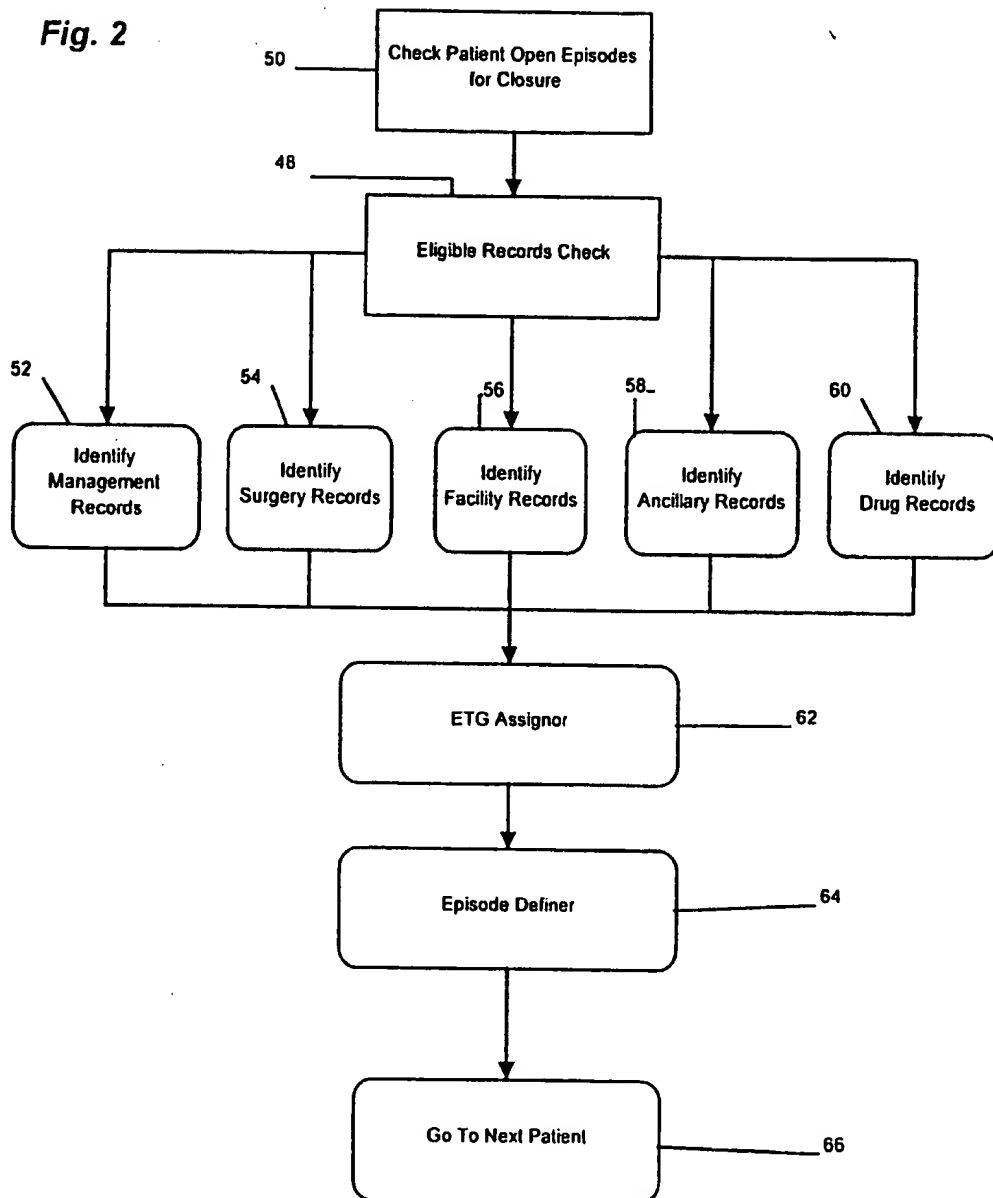 Fig. 2
50
Check Patient Open Episodes
for Closure
48
Eligible Records Check
52
54
56
58
60
Identify
Management
Records
Identify
Surgery Records
Identify
Facility Records
Identify
Ancillary Records
Identify
Drug Records
ETG Assignor
62
Episode Definer
64
Go To Next Patient
66